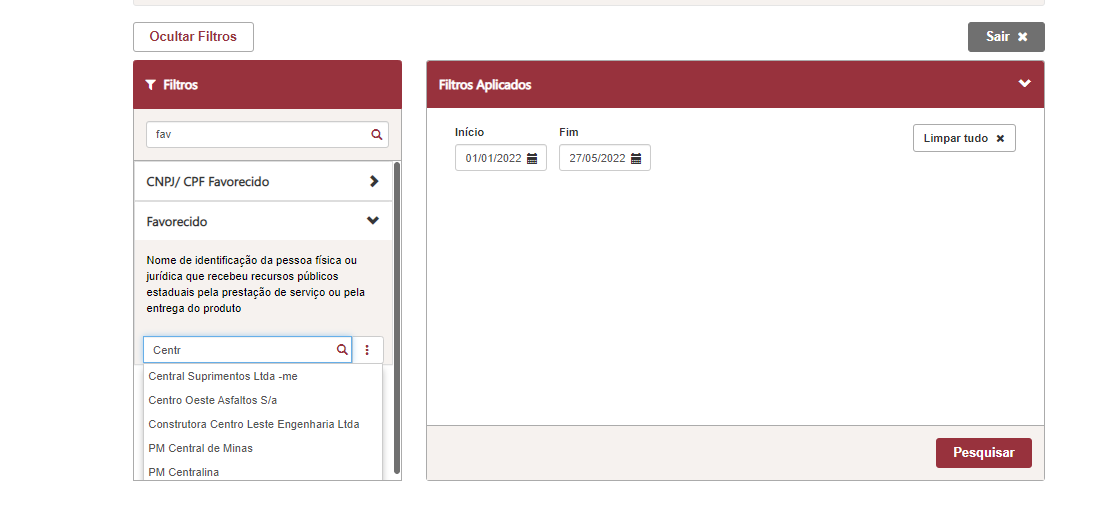 Ocultar Filtros
Sair ✖
Filtros
Filtros Aplicados
fav
CNPJ/ CPF Favorecido
Favorecido
Nome de identificação da pessoa física ou
jurídica que recebeu recursos públicos
estaduais pela prestação de serviço ou pela
entrega do produto
Centr
Central Suprimentos Ltda -me
Centro Oeste Asfaltos S/a
Construtora Centro Leste Engenharia Ltda
PM Central de Minas
PM Centralina
Início
Fim
01/01/2022
27/05/2022
Limpar tudo ✖
Pesquisar